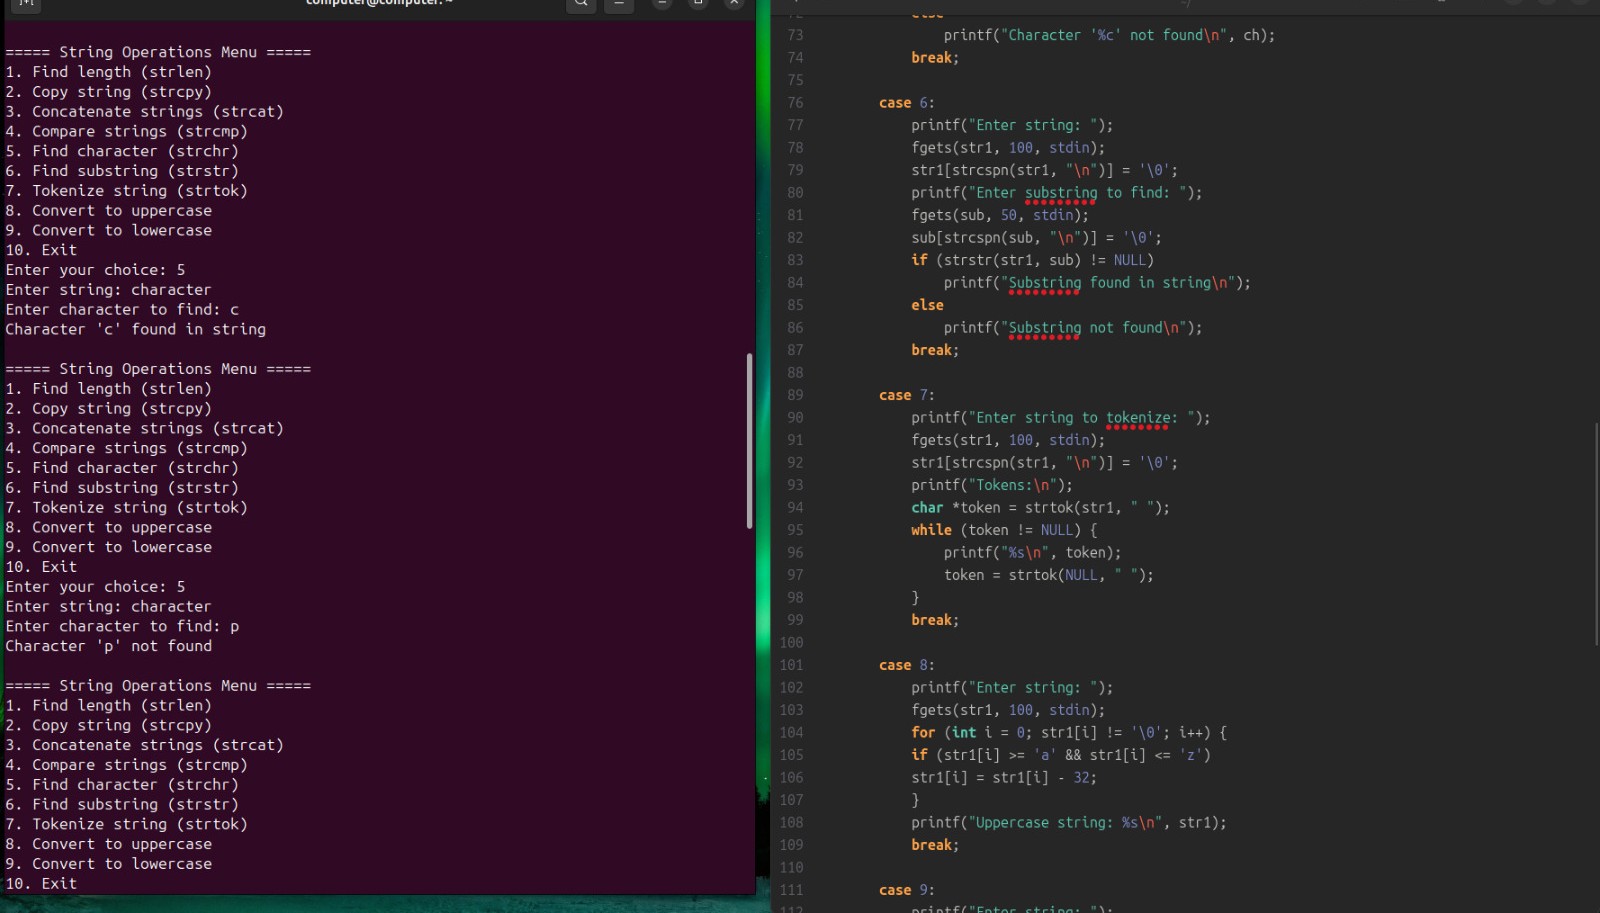 computer@computer: ~
===== String Operations Menu =====
1. Find length (strlen)
2. Copy string (strcpy)
3. Concatenate strings (strcat)
4. Compare strings (strcmp)
5. Find character (strchr)
6. Find substring (strstr)
7. Tokenize string (strtok)
8. Convert to uppercase
9. Convert to lowercase
10. Exit
Enter your choice: 5
Enter string: character
Enter character to find: c
Character 'c' found in string
===== String Operations Menu =====
1. Find length (strlen)
2. Copy string (strcpy)
3. Concatenate strings (strcat)
4. Compare strings (strcmp)
5. Find character (strchr)
6. Find substring (strstr)
7. Tokenize string (strtok)
8. Convert to uppercase
9. Convert to lowercase
10. Exit
Enter your choice: 5
Enter string: character
Enter character to find: p
Character 'p' not found
===== String Operations Menu =====
1. Find length (strlen)
2. Copy string (strcpy)
3. Concatenate strings (strcat)
4. Compare strings (strcmp)
5. Find character (strchr)
6. Find substring (strstr)
7. Tokenize string (strtok)
8. Convert to uppercase
9. Convert to lowercase
10. Exit
72 else
73 printf("Character '%c' not found\n", ch);
74 break;
75
76 case 6:
77 printf("Enter string: ");
78 fgets(str1, 100, stdin);
79 str1[strcspn(str1, "\n")] = '\0';
80 printf("Enter substring to find: ");
81 fgets(sub, 50, stdin);
82 sub[strcspn(sub, "\n")] = '\0';
83 if (strstr(str1, sub) != NULL)
84 printf("Substring found in string\n");
85 else
86 printf("Substring not found\n");
87 break;
88
89 case 7:
90 printf("Enter string to tokenize: ");
91 fgets(str1, 100, stdin);
92 str1[strcspn(str1, "\n")] = '\0';
93 printf("Tokens:\n");
94 char *token = strtok(str1, " ");
95 while (token != NULL) {
96 printf("%s\n", token);
97 token = strtok(NULL, " ");
98 }
99 break;
100
101 case 8:
102 printf("Enter string: ");
103 fgets(str1, 100, stdin);
104 for (int i = 0; str1[i] != '\0'; i++) {
105 if (str1[i] >= 'a' && str1[i] <= 'z')
106 str1[i] = str1[i] - 32;
107 }
108 printf("Uppercase string: %s\n", str1);
109 break;
110
111 case 9:
112 printf("Enter string: ");